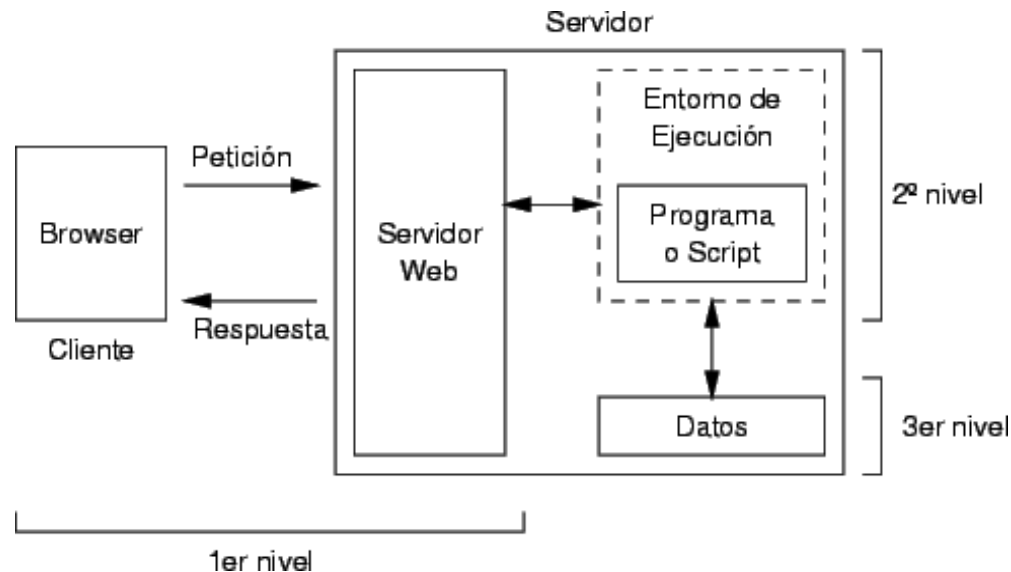 Servidor
Entorno de
Ejecución
Petición
2º nivel
Browser
Servidor
Web
Programa
o Script
Respuesta
Cliente
Datos
3er nivel
1er nivel